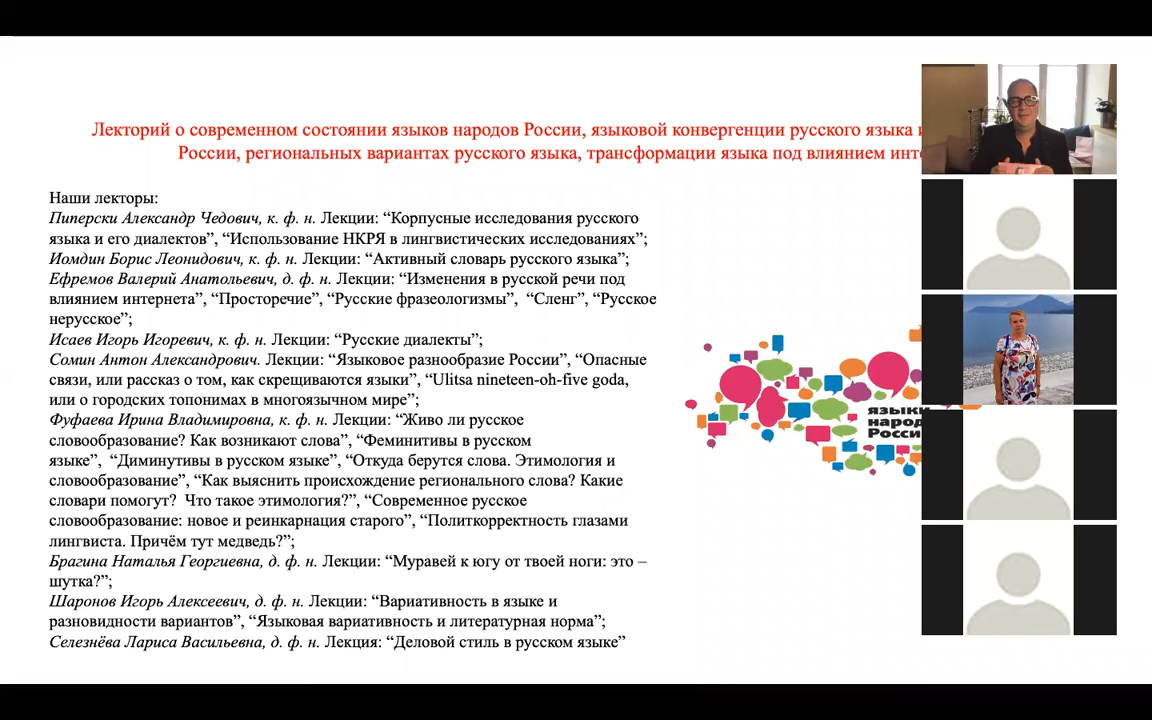 Лекторий о современном состоянии языков народов России, языковой конвергенции русского языка
России, региональных вариантах русского языка, трансформации языка под влиянием
Наши лекторы:
Пиперски Александр Чедович, к. ф. н. Лекции: “Корпусные исследования русского
языка и его диалектов”, “Использование НКРЯ в лингвистических исследованиях”;
Иомдин Борис Леонидович, к. ф. н. Лекции: “Активный словарь русского языка”;
Ефремов Валерий Анатольевич, д. ф. н. Лекции: “Изменения в русской речи под
влиянием интернета”, “Просторечие”, “Русские фразеологизмы”, “Сленг”, “Русское
нерусское”;
Исаев Игорь Игоревич, к. ф. н. Лекции: “Русские диалекты”;
Сомин Антон Александрович. Лекции: “Языковое разнообразие России”, “Опасные
связи, или рассказ о том, как скрещиваются языки”, “Ulitsa nineteen-oh-five goda,
или о городских топонимах в многоязычном мире”;
Фуфаева Ирина Владимировна, к. ф. н. Лекции: “Живо ли русское
словообразование? Как возникают слова”, “Феминитивы в русском
языке”, “Диминутивы в русском языке”, “Откуда берутся слова. Этимология и
словообразование”, “Как выяснить происхождение регионального слова? Какие
словари помогут? Что такое этимология?”, “Современное русское
словообразование: новое и реинкарнация старого”, “Политкорректность глазами
лингвиста. Причём тут медведь?”;
Брагина Наталья Георгиевна, д. ф. н. Лекции: “Муравей к югу от твоей ноги: это –
шутка?”;
Шаронов Игорь Алексеевич, д. ф. н. Лекции: “Вариативность в языке и
разновидности вариантов”, “Языковая вариативность и литературная норма”;
Селезнёва Лариса Васильевна, д. ф. н. Лекция: “Деловой стиль в русском языке”
языки
народ
России